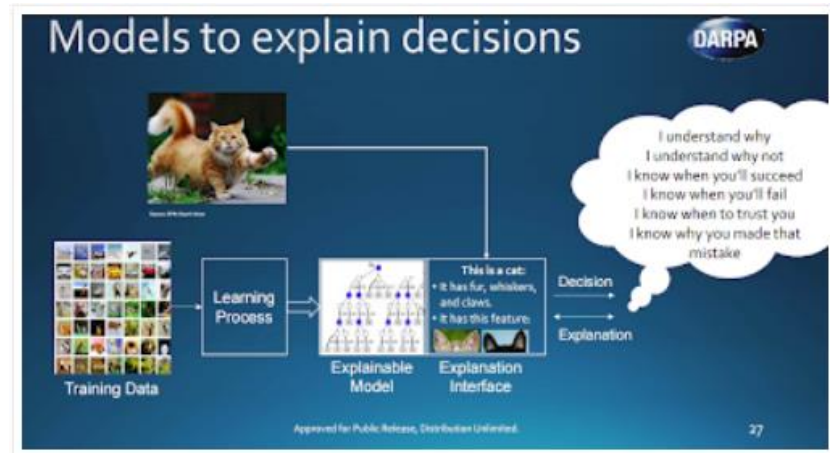 Models to explain decisions
DARPA
I understand why
I understand why not
I know when you'll succeed
I know when you'll fail
I know when to trust you
I know why you made that
mistake
This is a cat:
• It has fur, whiskers,
and claws.
• It has this feature:
Learning
Process
Decision
Explanation
Training Data
Explainable
Model
Explanation
Interface
Approved for Public Release, Distribution Unlimited.
27